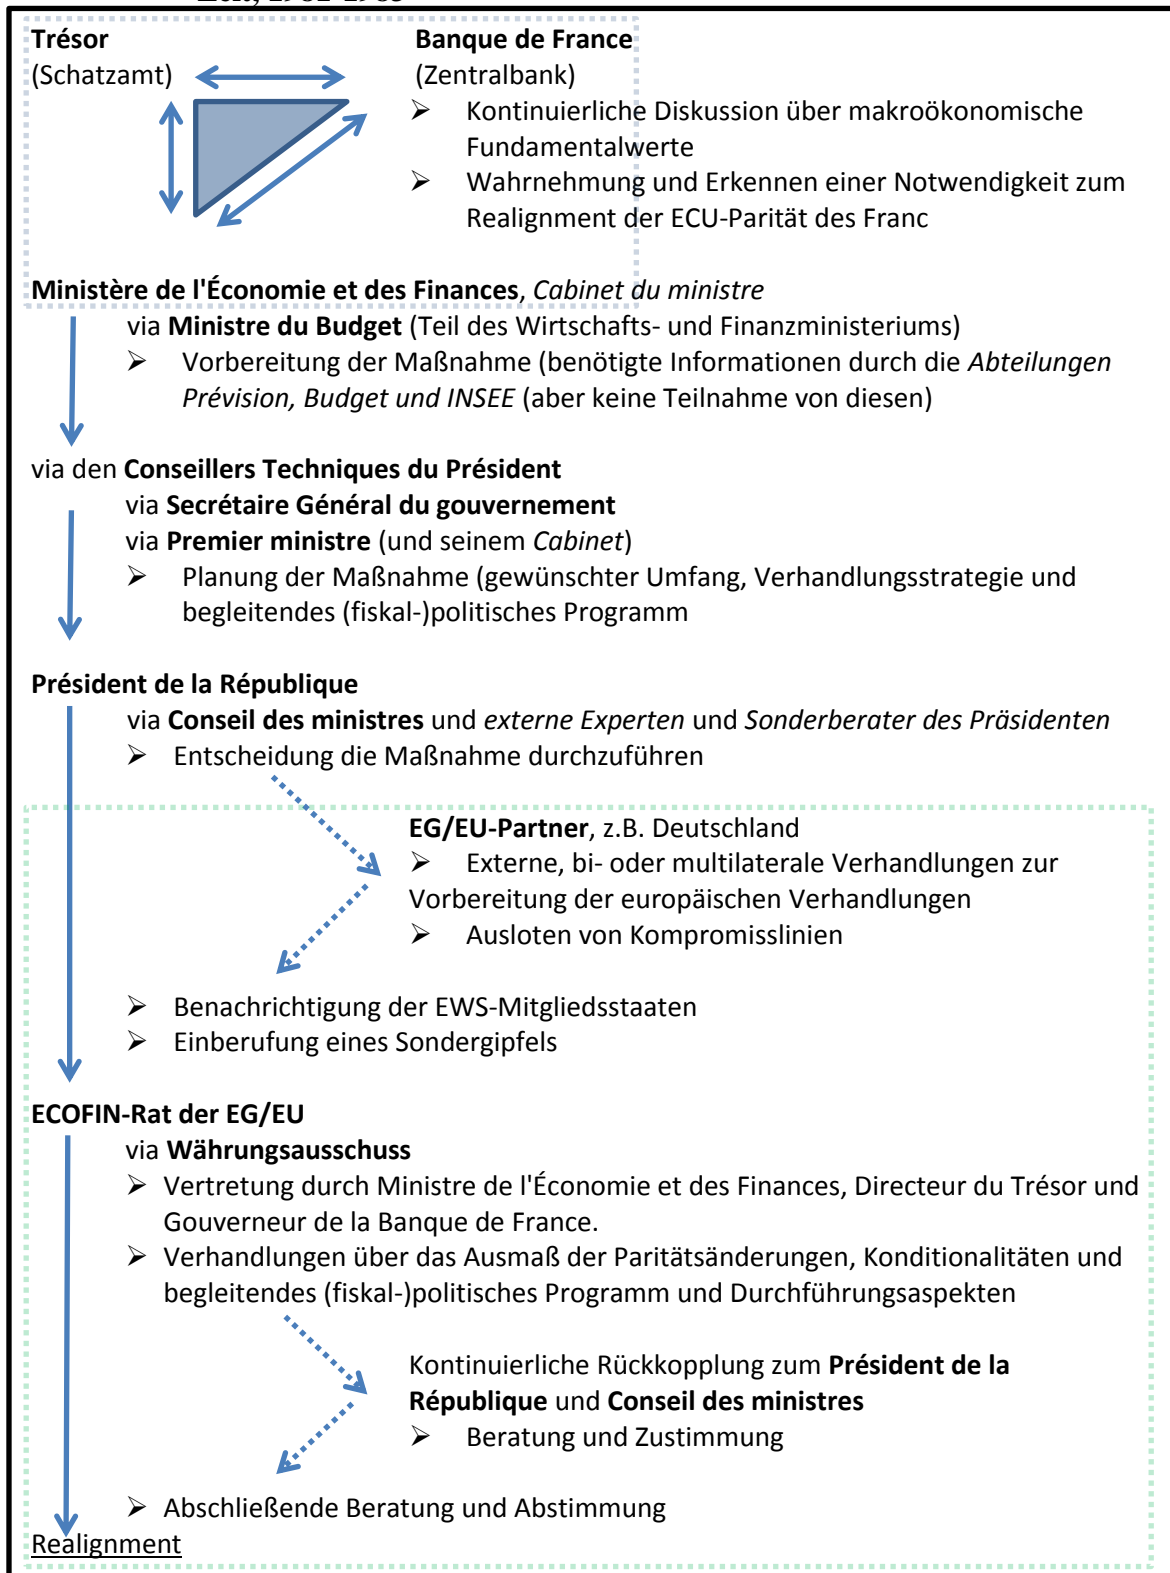 Zeit, 1981-1983
Trésor
(Schatzamt)
Banque de France
(Zentralbank)
➢ Kontinuierliche Diskussion über makroökonomische
Fundamentalwerte
➢ Wahrnehmung und Erkennen einer Notwendigkeit zum
Realignment der ECU-Parität des Franc
Ministère de l'Économie et des Finances, Cabinet du ministre
via Ministre du Budget (Teil des Wirtschafts- und Finanzministeriums)
➢ Vorbereitung der Maßnahme (benötigte Informationen durch die Abteilungen
Prévision, Budget und INSEE (aber keine Teilnahme von diesen)
via den Conseillers Techniques du Président
via Secrétaire Général du gouvernement
via Premier ministre (und seinem Cabinet)
➢ Planung der Maßnahme (gewünschter Umfang, Verhandlungsstrategie und
begleitendes (fiskal-)politisches Programm
Président de la République
via Conseil des ministres und externe Experten und Sonderberater des Präsidenten
➢ Entscheidung die Maßnahme durchzuführen
EG/EU-Partner, z.B. Deutschland
➢ Externe, bi- oder multilaterale Verhandlungen zur
Vorbereitung der europäischen Verhandlungen
➢ Ausloten von Kompromisslinien
➢ Benachrichtigung der EWS-Mitgliedsstaaten
➢ Einberufung eines Sondergipfels
ECOFIN-Rat der EG/EU
via Währungsausschuss
➢ Vertretung durch Ministre de l'Économie et des Finances, Directeur du Trésor und
Gouverneur de la Banque de France.
➢ Verhandlungen über das Ausmaß der Paritätsänderungen, Konditionalitäten und
begleitendes (fiskal-)politisches Programm und Durchführungsaspekten
Kontinuierliche Rückkopplung zum Président de la
République und Conseil des ministres
➢ Beratung und Zustimmung
➢ Abschließende Beratung und Abstimmung
Realignment